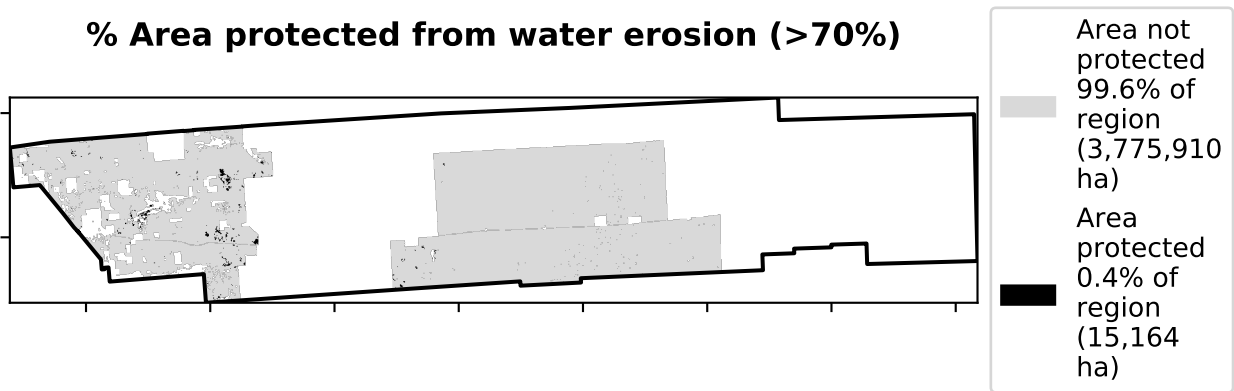 % Area protected from water erosion (>70%)
Area not
protected
99.6% of
region
(3,775,910
ha)
Area
protected
0.4% of
region
(15,164
ha)